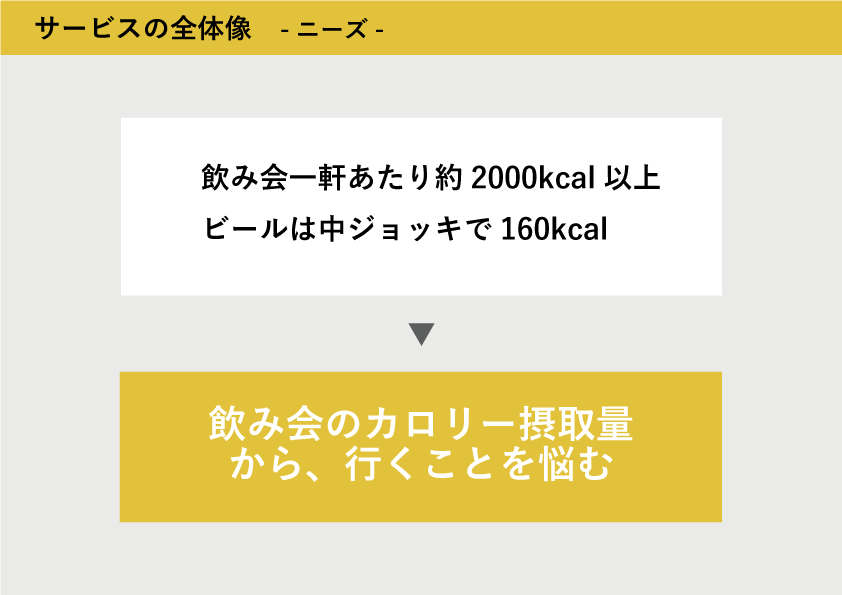 サービスの全体像 - ニーズ -
飲み会一軒あたり約 2000kcal 以上
ビールは中ジョッキで 160kcal
飲み会のカロリー摂取量
から、行くことを悩む